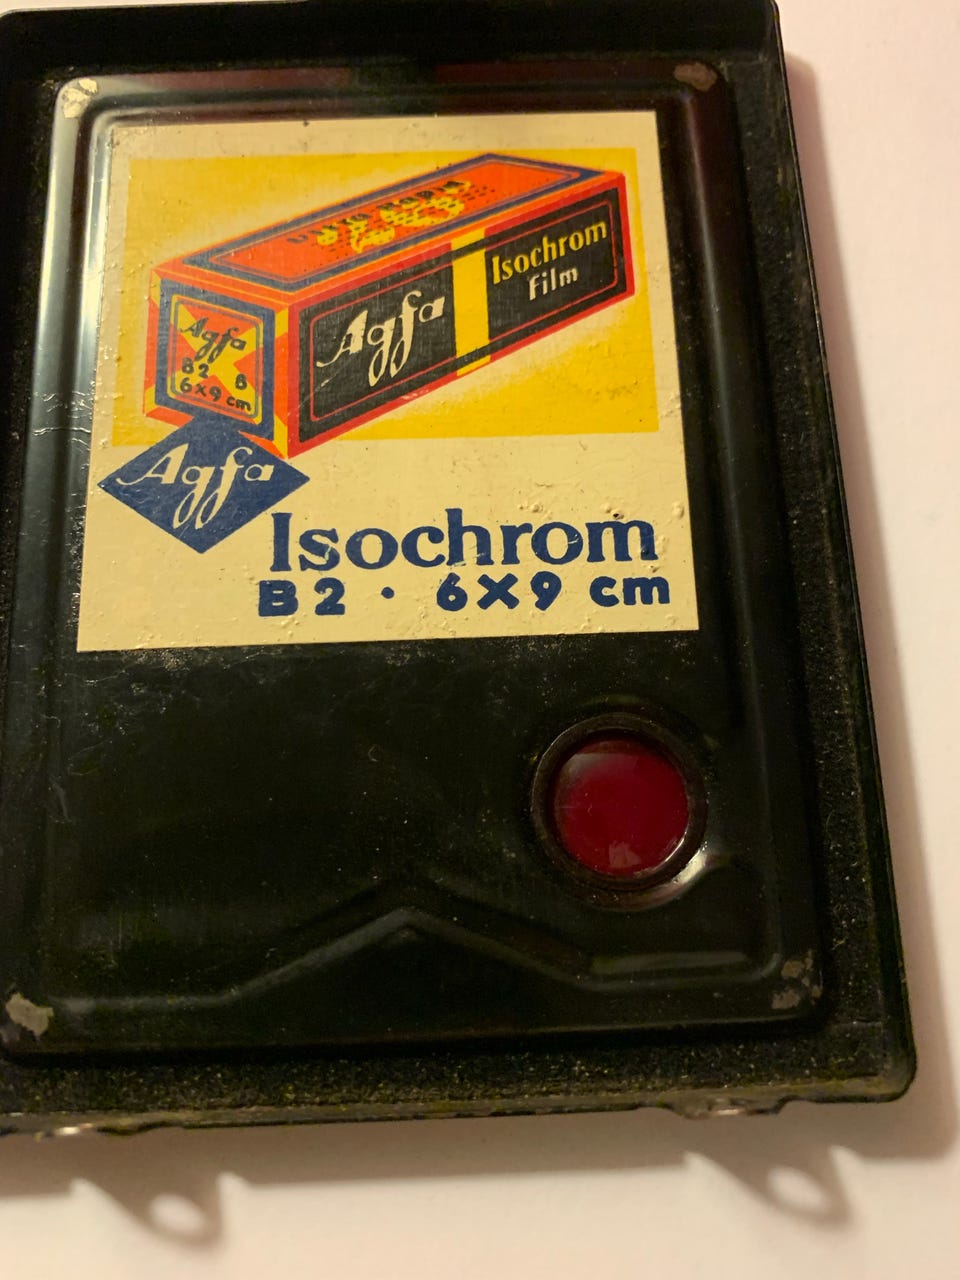 Isochrom
Film
Agfa
Agfa
B2 8
6x9 cm
Agfa
Isochrom
B2 · 6X9 cm